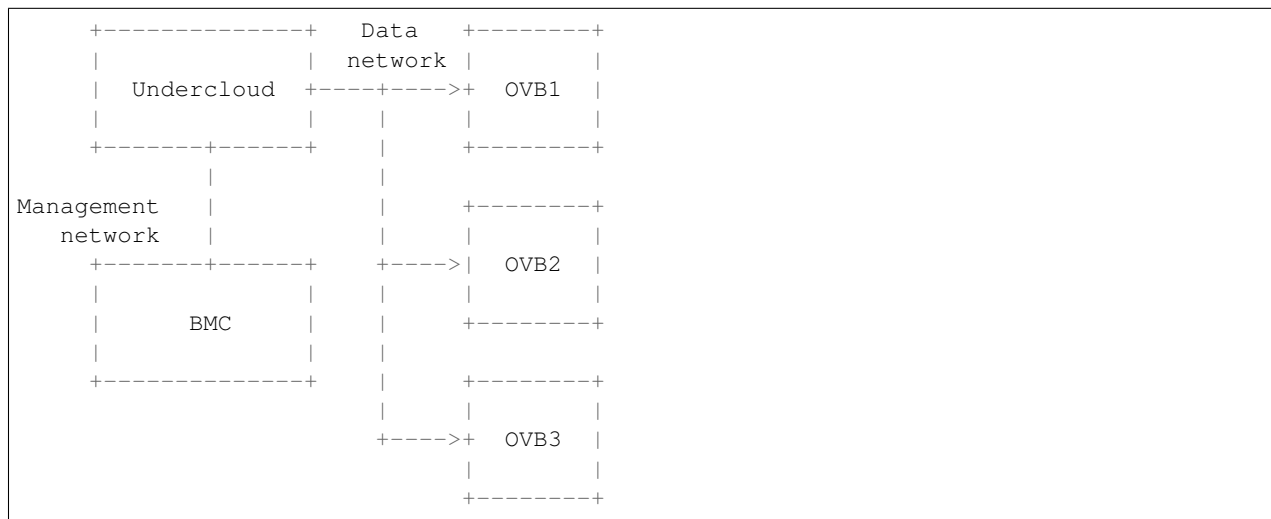 +--------------+   Data   +--------+
|              |  network |        |
|  Undercloud  +----+---->+  OVB1  |
|              |    |     |        |
+-------+------+    |     +--------+
        |           |
Management   |           |     +--------+
network   |           |     |        |
+-------+------+    +---->|  OVB2  |
|              |    |     |        |
|      BMC     |    |     +--------+
|              |    |
+--------------+    |     +--------+
                    |     |        |
                    +---->+  OVB3  |
                          |        |
                          +--------+